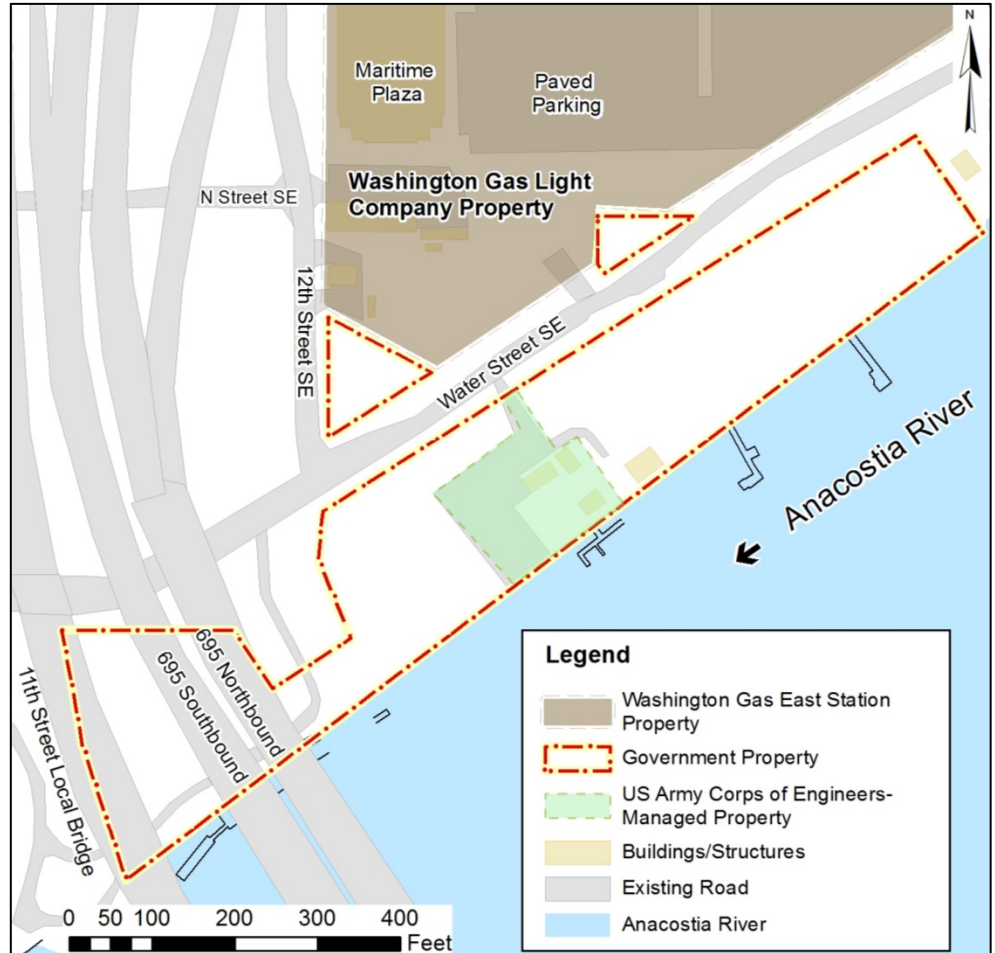 N
Maritime
Plaza
Paved
Parking
Washington Gas Light
Company Property
N Street SE
12th Street SE
Water Street SE
Anacostia River
695 Northbound
695 Southbound
11th Street Local Bridge
Legend
Washington Gas East Station
Property
Government Property
US Army Corps of Engineers-
Managed Property
Buildings/Structures
Existing Road
Anacostia River
0 50 100 200 300 400
Feet